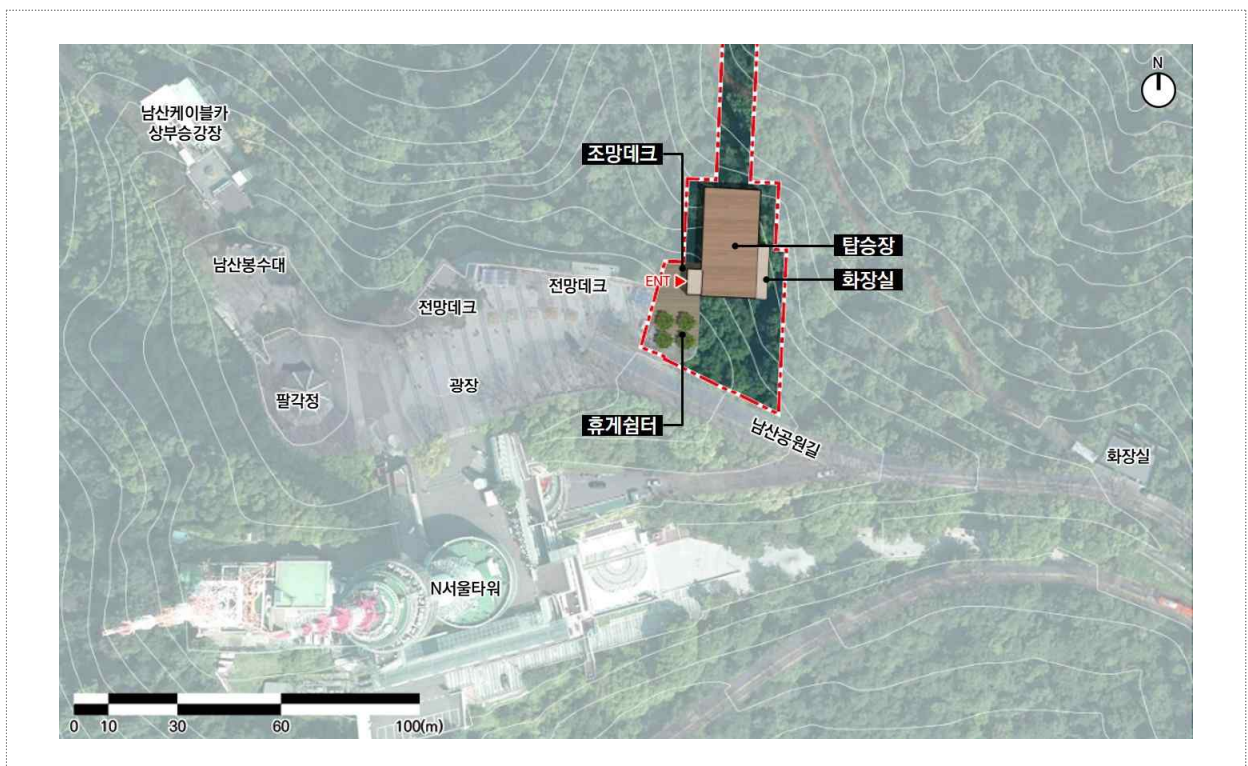 N
남산케이블카
상부승강장
조망데크
탑승장
남산봉수대
화장실
ENT
전망데크
전망데크
광장
팔각정
휴게쉼터
남산공원길
화장실
N서울타워
0 10 30 60 100(m)